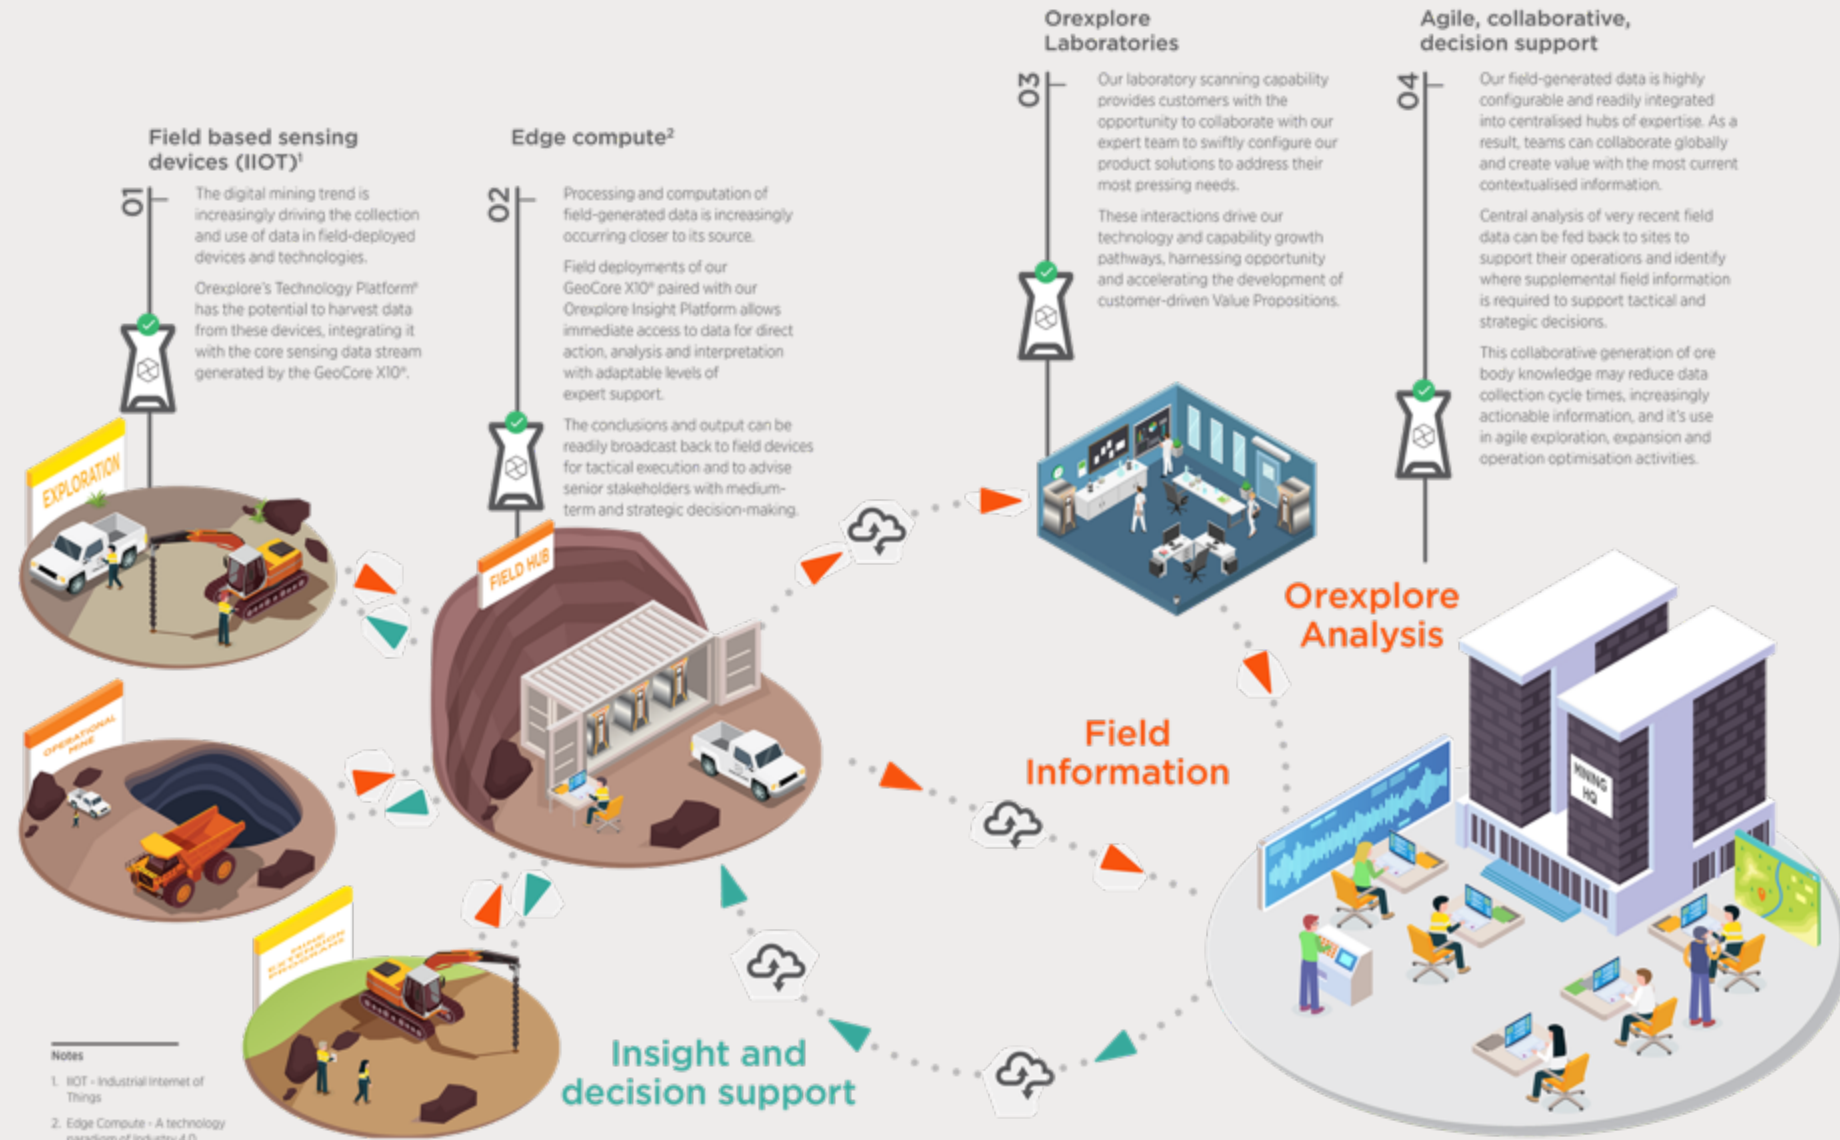 Field based sensing
devices (IIOT)¹
01
The digital mining trend is
increasingly driving the collection
and use of data in field-deployed
devices and technologies.
Orexplore's Technology Platform®
has the potential to harvest data
from these devices, integrating it
with the core sensing data stream
generated by the GeoCore X10®.
Edge compute²
02
Processing and computation of
field-generated data is increasingly
occurring closer to its source.
Field deployments of our
GeoCore X10® paired with our
Orexplore Insight Platform allows
immediate access to data for direct
action, analysis and interpretation
with adaptable levels of
expert support.
The conclusions and output can be
readily broadcast back to field devices
for tactical execution and to advise
senior stakeholders with medium-
term and strategic decision-making.
Orexplore
Laboratories
03
Our laboratory scanning capability
provides customers with the
opportunity to collaborate with our
expert team to swiftly configure our
product solutions to address their
most pressing needs.
These interactions drive our
technology and capability growth
pathways, harnessing opportunity
and accelerating the development of
customer-driven Value Propositions.
Agile, collaborative,
decision support
04
Our field-generated data is highly
configurable and readily integrated
into centralised hubs of expertise. As a
result, teams can collaborate globally
and create value with the most current
contextualised information.
Central analysis of very recent field
data can be fed back to sites to
support their operations and identify
where supplemental field information
is required to support tactical and
strategic decisions.
This collaborative generation of ore
body knowledge may reduce data
collection cycle times, increasingly
actionable information, and it's use
in agile exploration, expansion and
operation optimisation activities.
EXPLORATION
FIELD HUB
OPERATIONAL
MINE
MINE
EXTENSION
PROGRAMS
Orexplore
Analysis
Field
Information
MINING
HQ
Insight and
decision support
Notes
1. IIOT - Industrial Internet of
Things
2. Edge Compute - A technology
paradigm of Industry 4.0